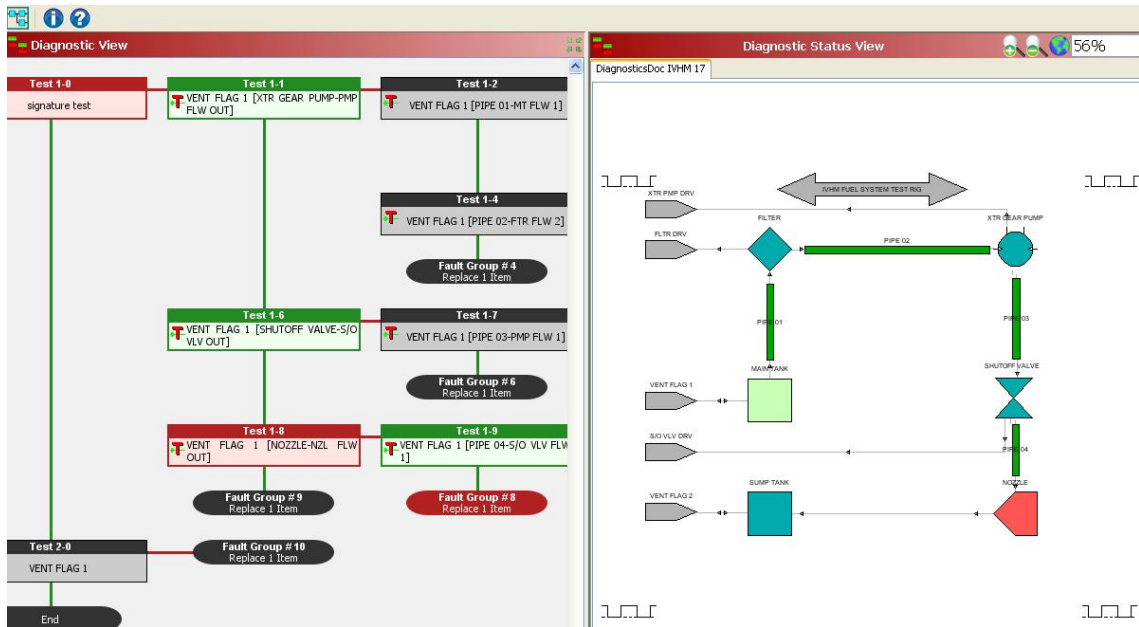 Diagnostic View
Test 1-0
signature test
Test 1-1
VENT FLAG 1 [XTR GEAR PUMP-PMP
FLW OUT]
Test 1-2
VENT FLAG 1 [PIPE 01-MT FLW 1]
Test 1-4
VENT FLAG 1 [PIPE 02-FTR FLW 2]
Fault Group # 4
Replace 1 Item
Test 1-6
VENT FLAG 1 [SHUTOFF VALVE-S/O
VLV OUT]
Test 1-7
VENT FLAG 1 [PIPE 03-PMP FLW 1]
Fault Group # 6
Replace 1 Item
Test 1-8
VENT FLAG 1 [NOZZLE-NZL FLW
OUT]
Test 1-9
VENT FLAG 1 [PIPE 04-S/O VLV FLW
1]
Fault Group # 9
Replace 1 Item
Fault Group # 8
Replace 1 Item
Test 2-0
VENT FLAG 1
Fault Group # 10
Replace 1 Item
End
Diagnostic Status View
56%
DiagnosticsDoc IVHM 17
IVHM FUEL SYSTEM TEST RIG
XTR PMP DRV
FILTER
XTR GEAR PUMP
FLTR DRV
PIPE 02
PIPE 01
PIPE 03
MAIN TANK
SHUTOFF VALVE
VENT FLAG 1
S/O VLV DRV
PIPE 04
SUMP TANK
NOZZLE
VENT FLAG 2